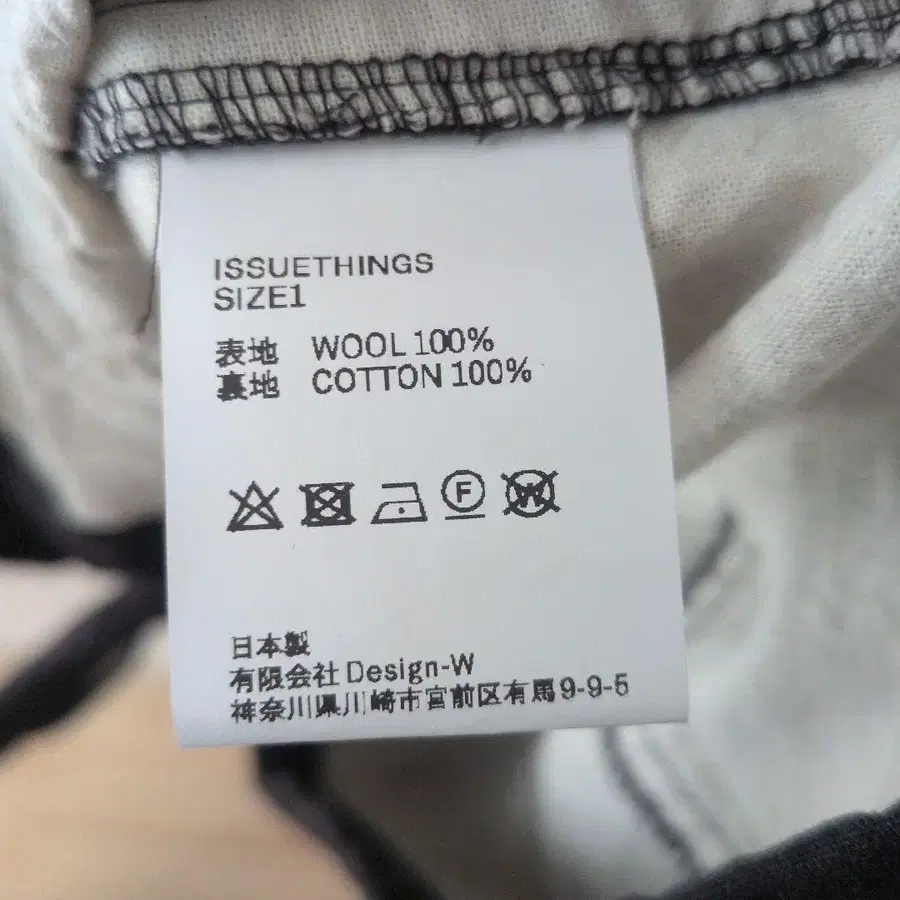 ISSUETHINGS
SIZE1
表地 WOOL 100%
裏地 COTTON 100%
F W
日本製
有限会社 Design-W
神奈川県川崎市宮前区有馬9-9-5